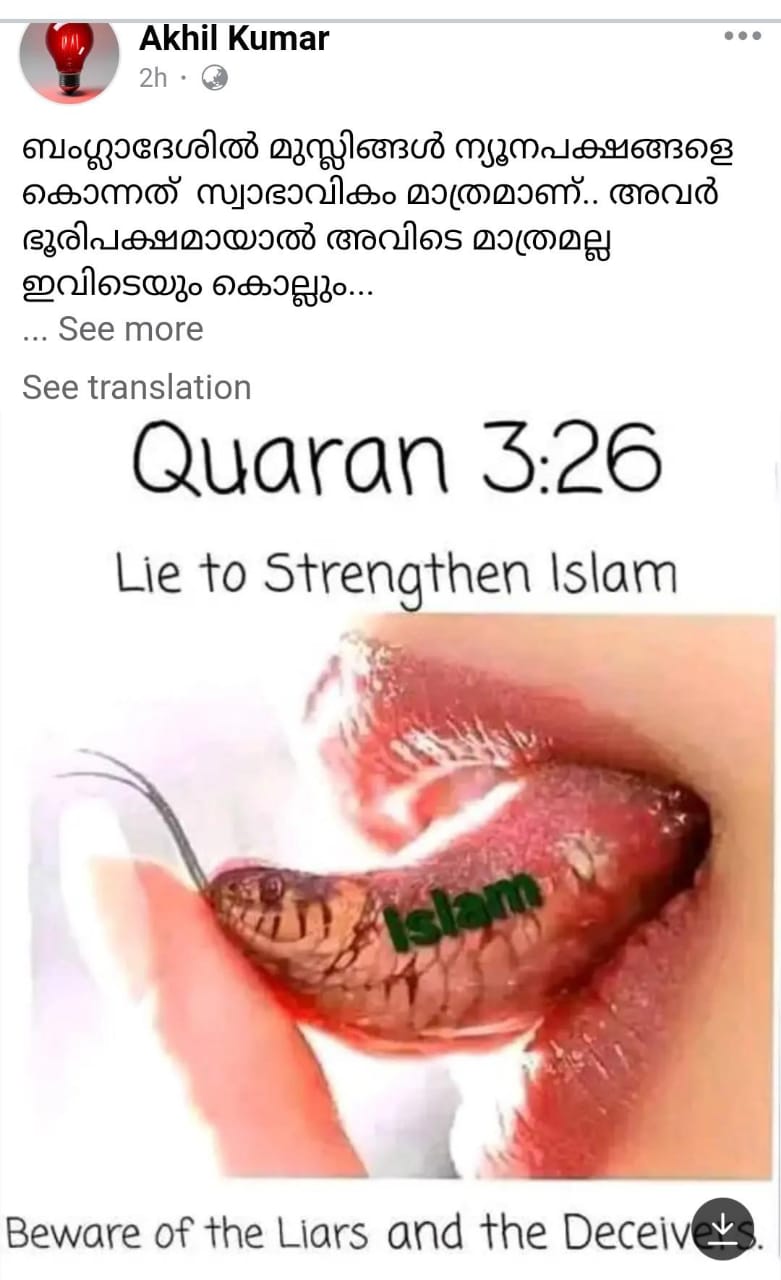 Akhil Kumar
2h ·
ബംഗ്ലാദേശിൽ മുസ്ലിങ്ങൾ ന്യൂനപക്ഷങ്ങളെ
കൊന്നത് സ്വാഭാവികം മാത്രമാണ്.. അവർ
ഭൂരിപക്ഷമായാൽ അവിടെ മാത്രമല്ല
ഇവിടെയും കൊല്ലും...
... See more
See translation
Quaran 3:26
Lie to Strengthen Islam
Islam
Beware of the Liars and the Deceivers.